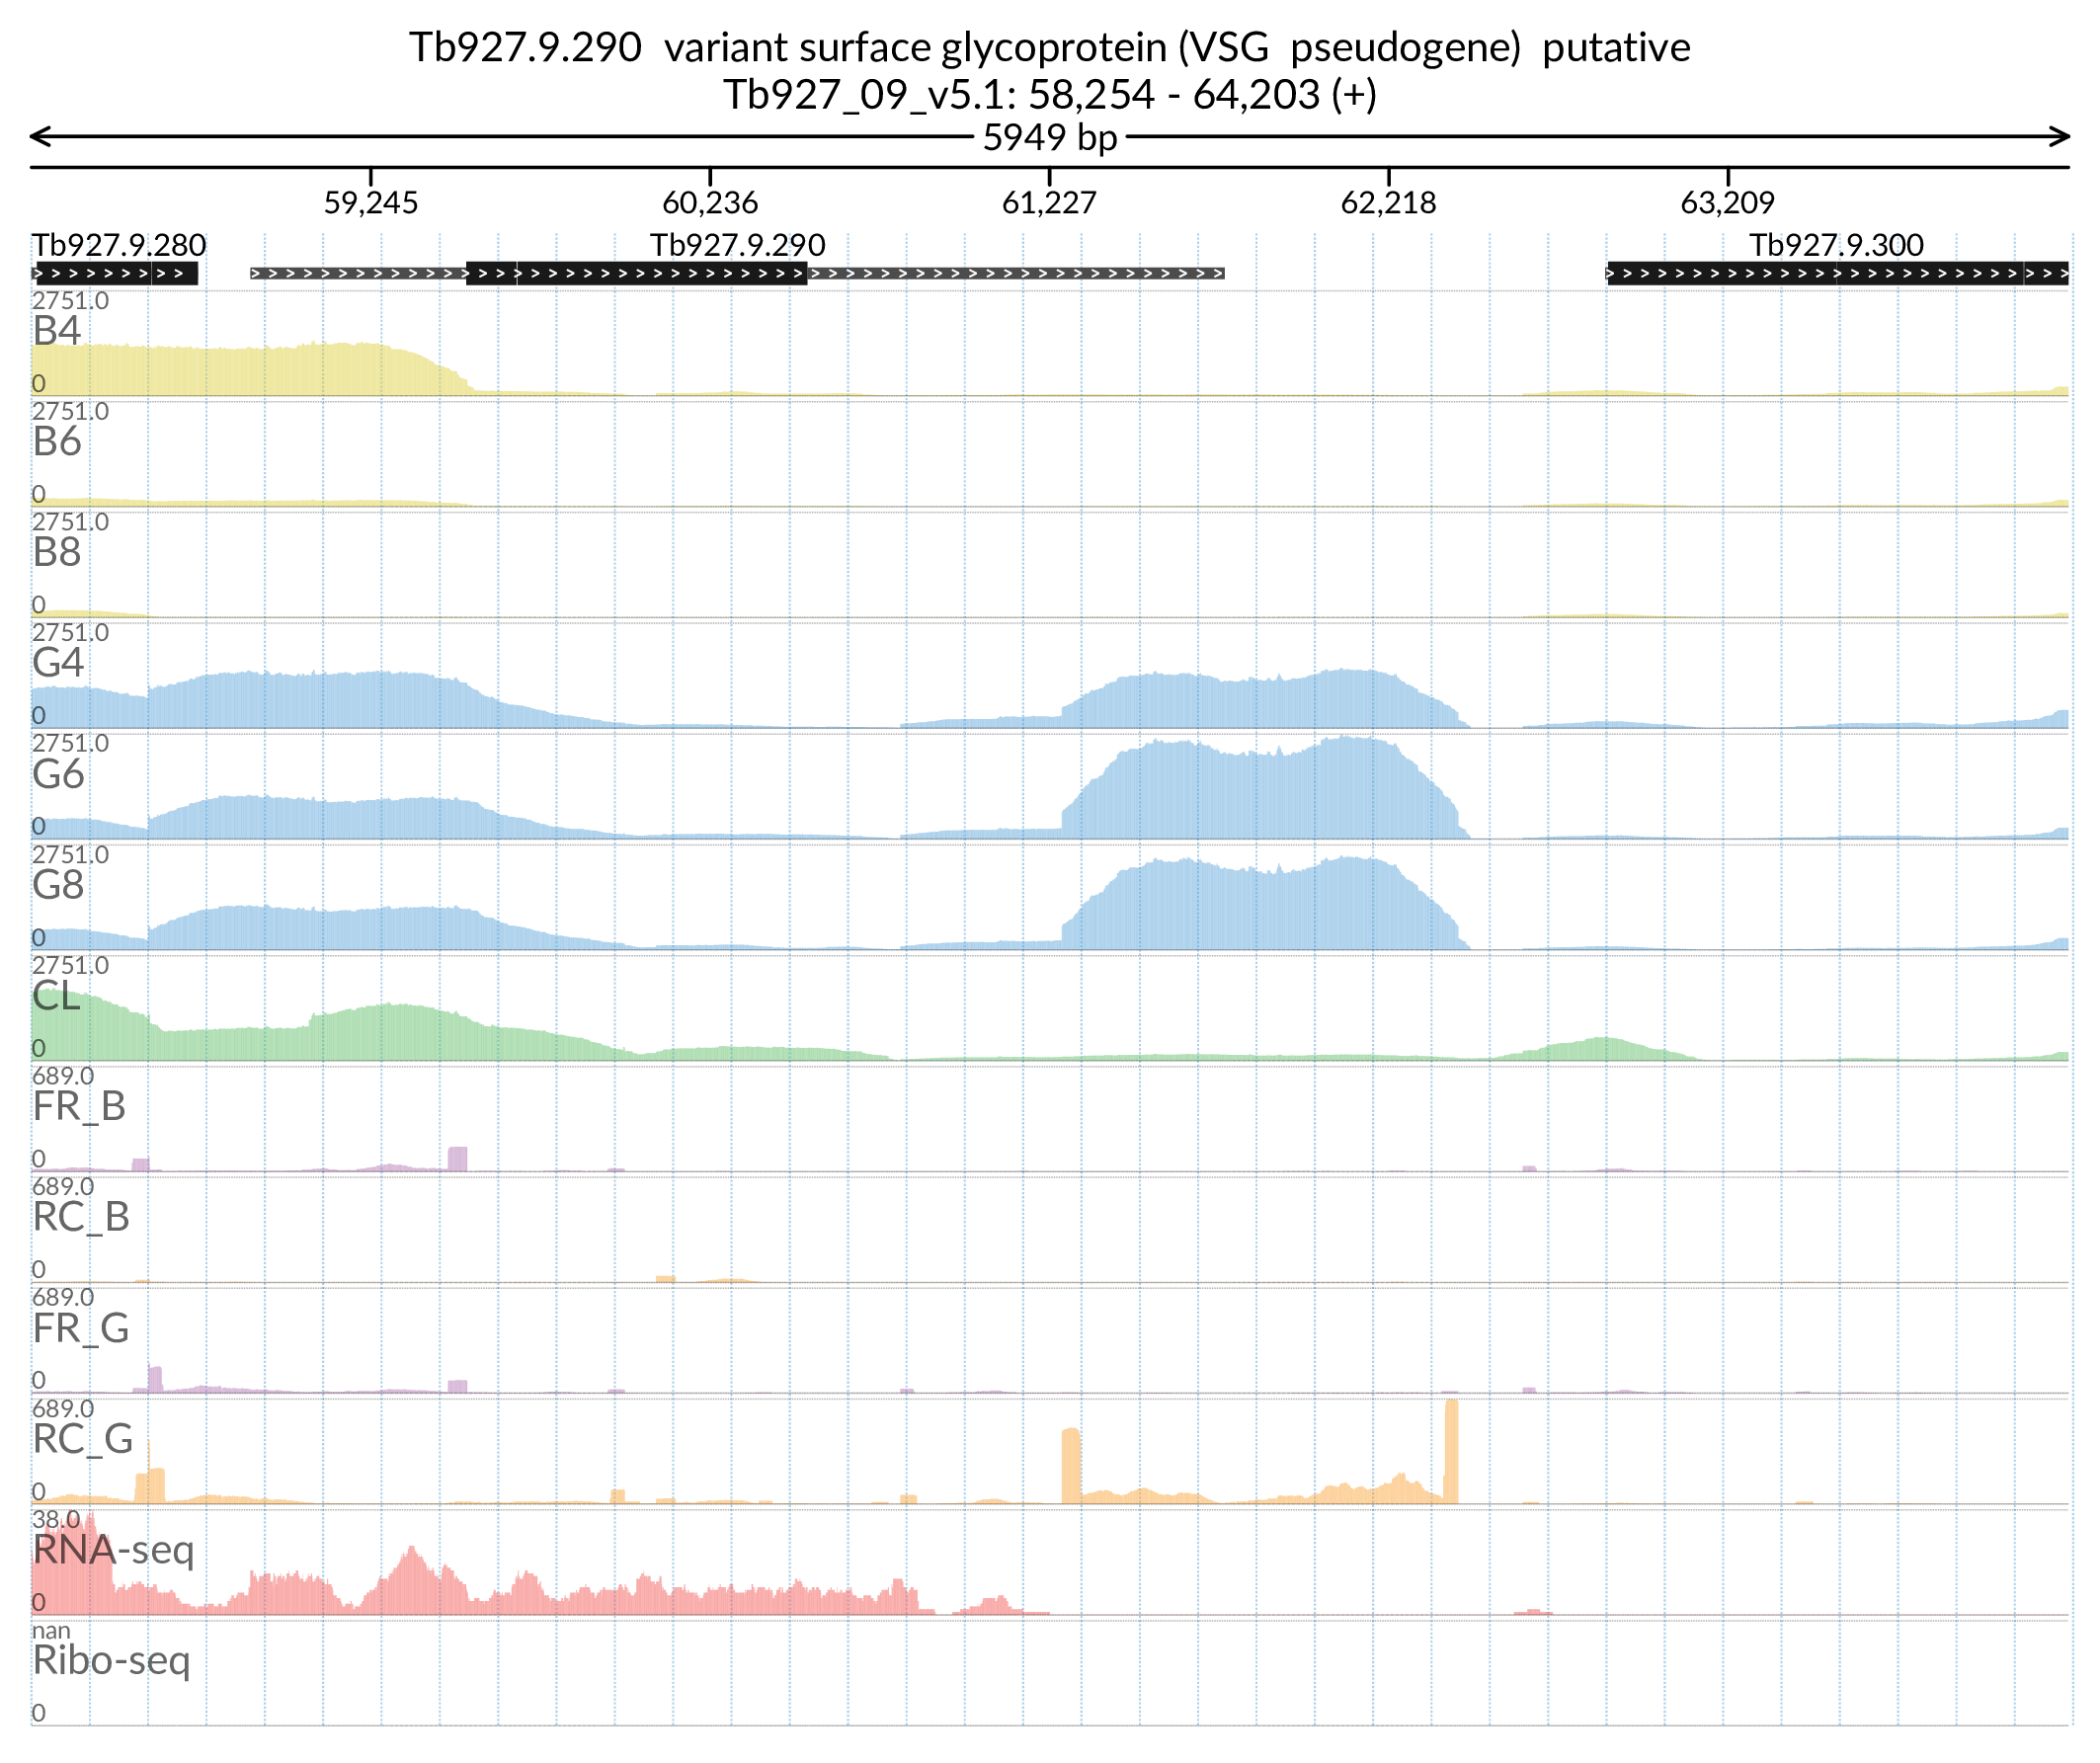 Tb927.9.290 variant surface glycoprotein (VSG pseudogene) putative
Tb927_09_v5.1: 58,254 - 64,203 (+)
5949 bp
59,245 60,236 61,227 62,218 63,209
Tb927.9.280 Tb927.9.290 Tb927.9.300
2751.0
B4
0
2751.0
B6
0
2751.0
B8
0
2751.0
G4
0
2751.0
G6
0
2751.0
G8
0
2751.0
CL
0
689.0
FR_B
0
689.0
RC_B
0
689.0
FR_G
0
689.0
RC_G
0
38.0
RNA-seq
0
nan
Ribo-seq
0